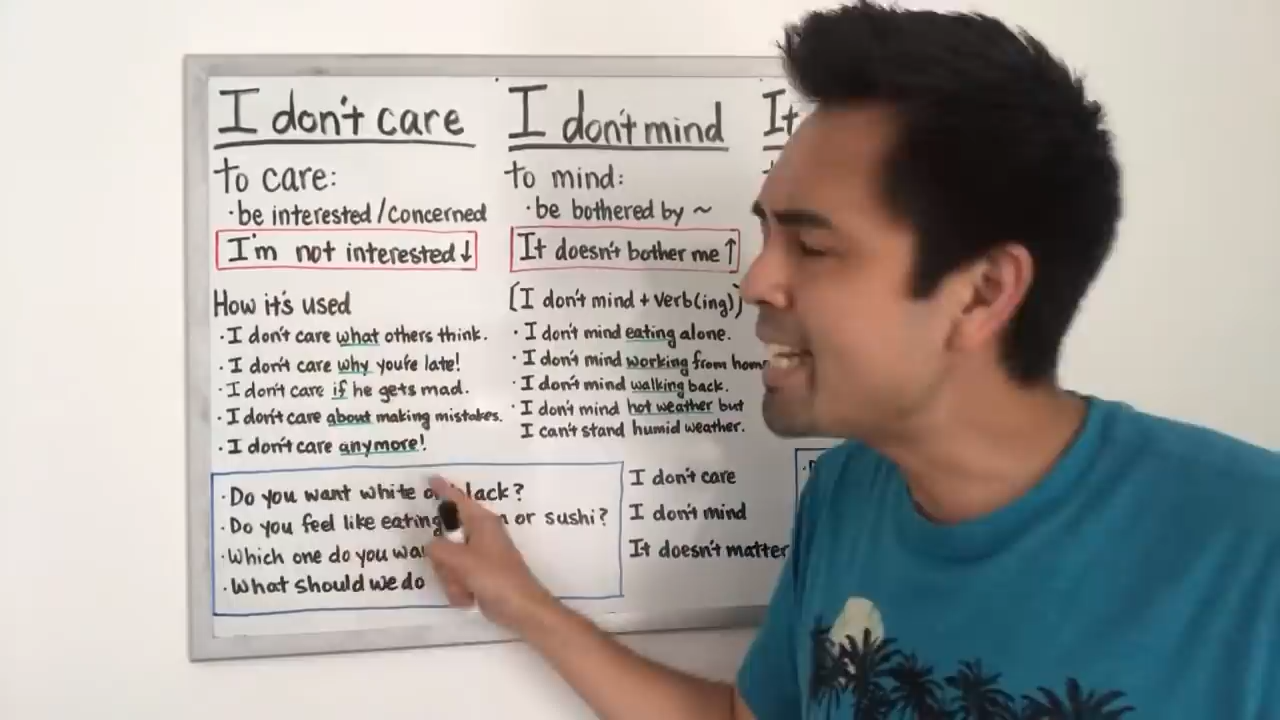 I don't care
to care:
· be interested/concerned
I'm not interested ↓
How it's used
· I don't care what others think.
· I don't care why you're late!
· I don't care if he gets mad.
· I don't care about making mistakes.
· I don't care anymore!
I don't mind
to mind:
· be bothered by ~
It doesn't bother me ↑
(I don't mind + verb(ing))
· I don't mind eating alone.
· I don't mind working from
· I don't mind walking back.
· I don't mind hot weather but
I can't stand humid weather.
It
· Do you want white black?
· Do you feel like eating or sushi?
· Which one do you
· What should we do
I don't care
I don't mind
It doesn't matter